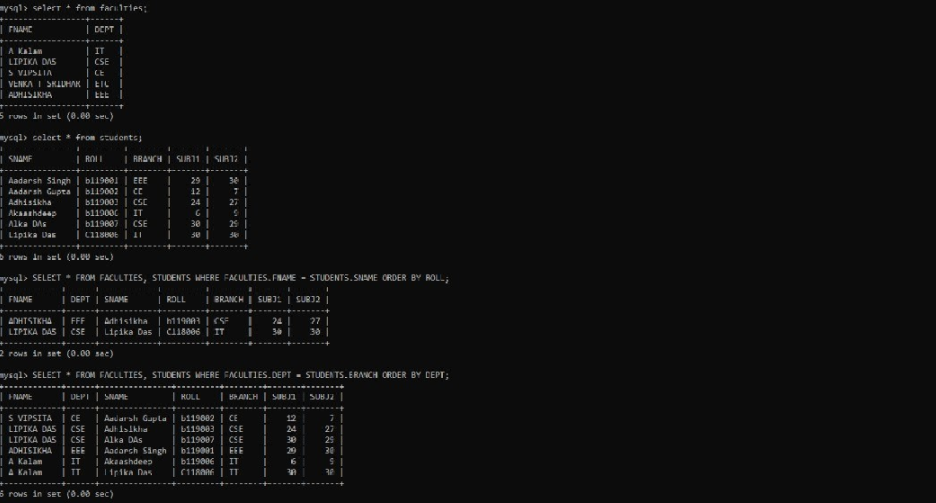 mysql> select * from faculties;
| FNAME | DEPT |
| A Kalam | IT |
| LIPIKA DAS | CSE |
| S VIPSITA | CE |
| VENKA T SRIDHAR | ETC |
| ADHISIKHA | EEE |
5 rows in set (0.00 sec)
mysql> select * from students;
| SNAME | ROLL | BRANCH | SUBJ1 | SUBJ2 |
| Aadarsh Singh | b119001 | EEE | 29 | 30 |
| Aadarsh Gupta | b119002 | CE | 12 | 7 |
| Adhisikha | b119003 | CSE | 24 | 27 |
| Akaashdeep | b119006 | IT | 6 | 9 |
| Alka DAs | b119007 | CSE | 30 | 29 |
| Lipika Das | C118006 | IT | 30 | 30 |
6 rows in set (0.00 sec)
mysql> SELECT * FROM FACULTIES, STUDENTS WHERE FACULTIES.FNAME = STUDENTS.SNAME ORDER BY ROLL;
| FNAME | DEPT | SNAME | ROLL | BRANCH | SUBJ1 | SUBJ2 |
| ADHISIKHA | EEE | Adhisikha | b119003 | CSE | 24 | 27 |
| LIPIKA DAS | CSE | Lipika Das | C118006 | IT | 30 | 30 |
2 rows in set (0.00 sec)
mysql> SELECT * FROM FACULTIES, STUDENTS WHERE FACULTIES.DEPT = STUDENTS.BRANCH ORDER BY DEPT;
| FNAME | DEPT | SNAME | ROLL | BRANCH | SUBJ1 | SUBJ2 |
| S VIPSITA | CE | Aadarsh Gupta | b119002 | CE | 12 | 7 |
| LIPIKA DAS | CSE | Adhisikha | b119003 | CSE | 24 | 27 |
| LIPIKA DAS | CSE | Alka DAs | b119007 | CSE | 30 | 29 |
| ADHISIKHA | EEE | Aadarsh Singh | b119001 | EEE | 29 | 30 |
| A Kalam | IT | Akaashdeep | b119006 | IT | 6 | 9 |
| A Kalam | IT | Lipika Das | C118006 | IT | 30 | 30 |
6 rows in set (0.00 sec)